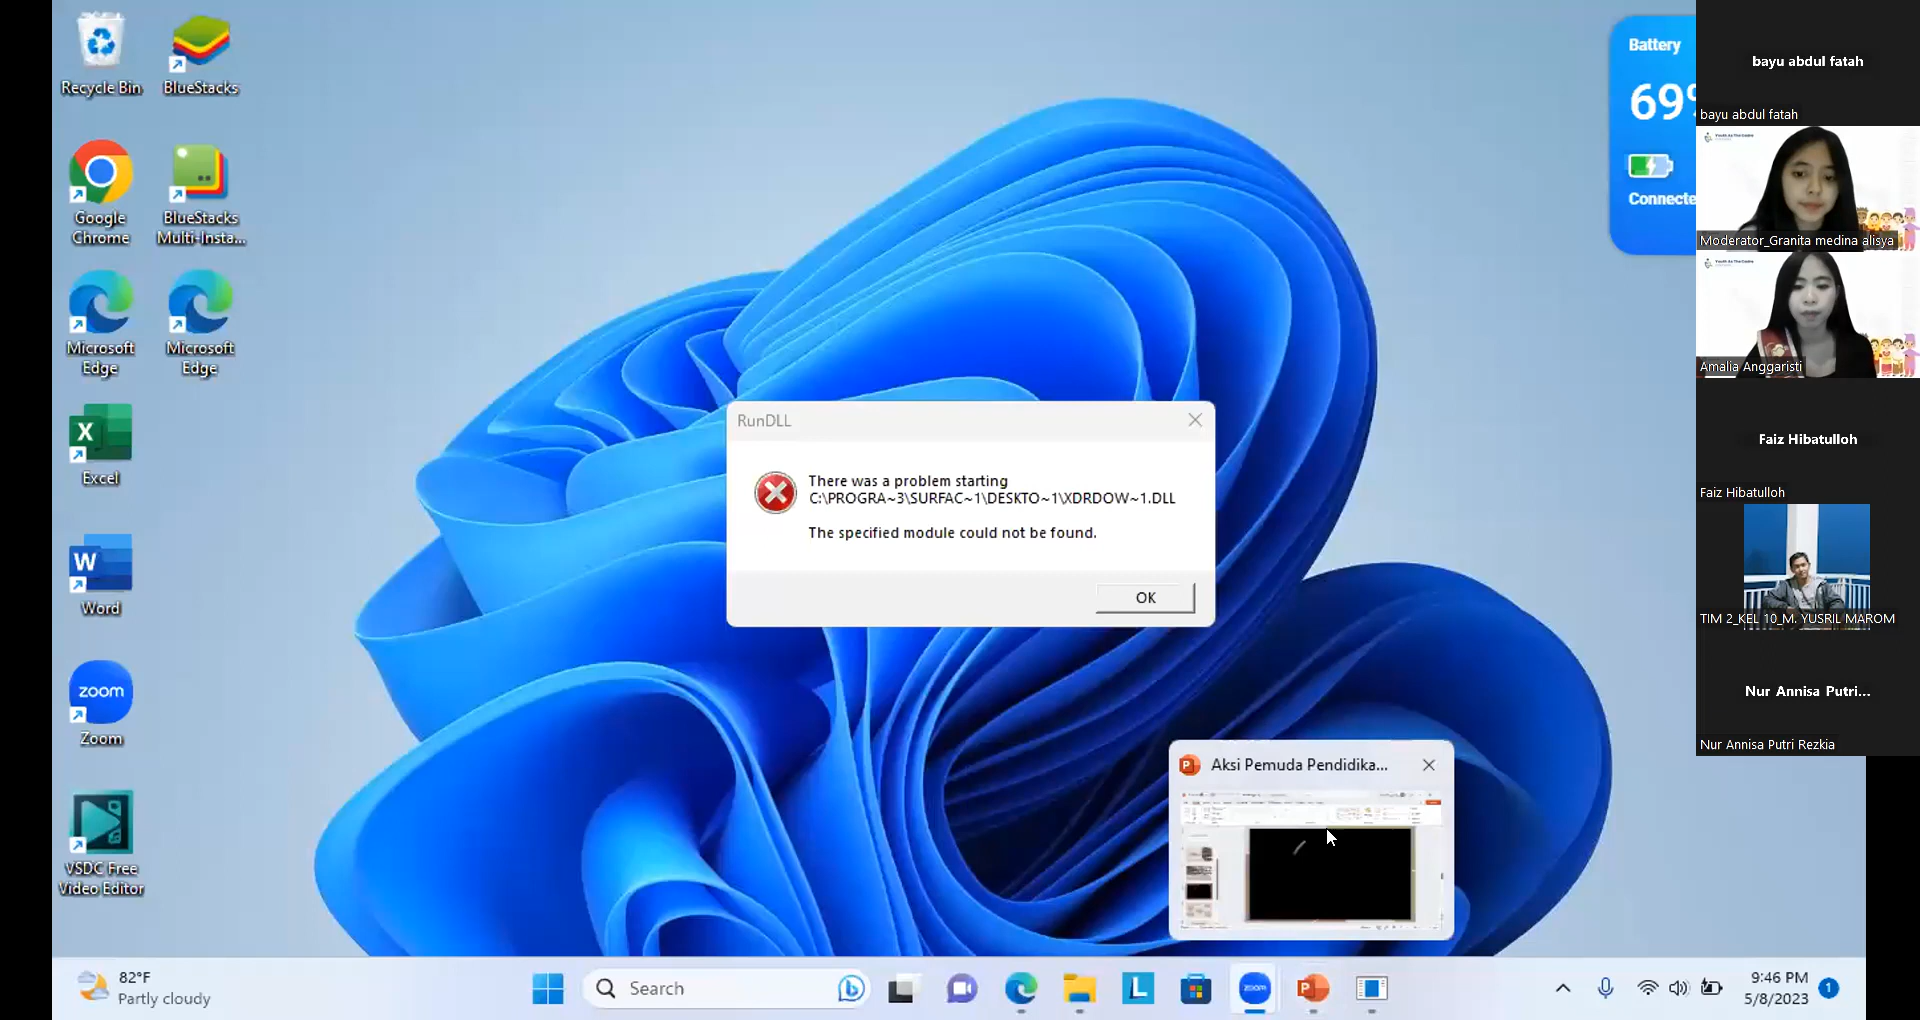 Recycle Bin
BlueStacks
Google
Chrome
BlueStacks
Multi-Insta...
Microsoft
Edge
Microsoft
Edge
Excel
Word
zoom
Zoom
VSDC Free
Video Editor
RunDLL
There was a problem starting
C:\PROGRA~3\SURFAC~1\DESKTO~1\XDRDOW~1.DLL
The specified module could not be found.
OK
Battery
69%
Connecte
bayu abdul fatah
bayu abdul fatah
Moderator_Granita medina alisya
Amalia Anggaristi
Faiz Hibatulloh
Faiz Hibatulloh
TIM 2_KEL 10_M. YUSRIL MAROM
Nur Annisa Putri...
Nur Annisa Putri Rezkia
Aksi Pemuda Pendidika...
82°F
Partly cloudy
Search
zoom
9:46 PM
5/8/2023
1